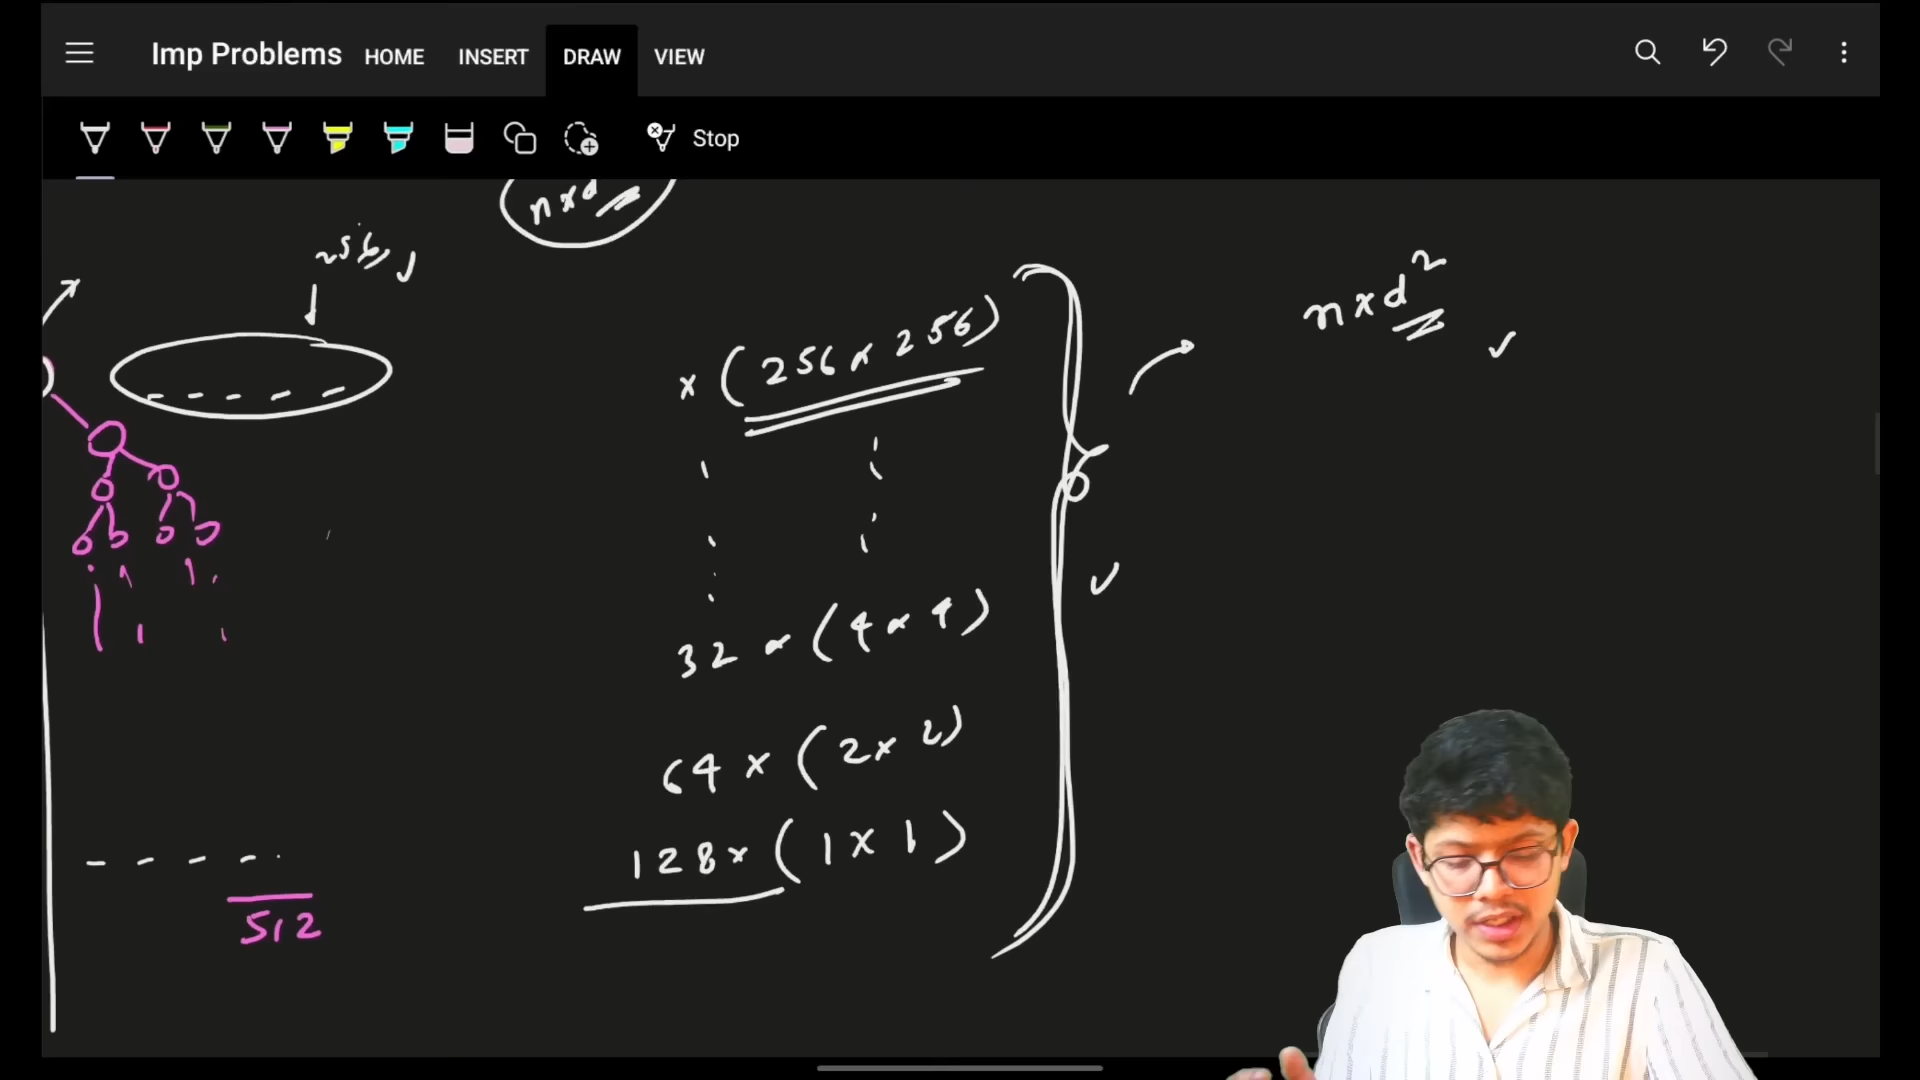 Imp Problems HOME INSERT DRAW VIEW
Stop
n x d
256
n x d²
x (256 x 256)
32 x (4 x 4)
64 x (2 x 2)
128 x (1 x 1)
512